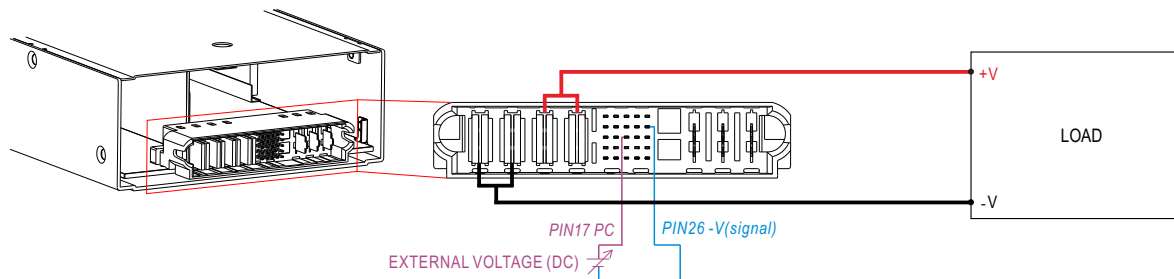 +V
LOAD
-V
PIN17 PC
PIN26 -V(signal)
EXTERNAL VOLTAGE (DC)